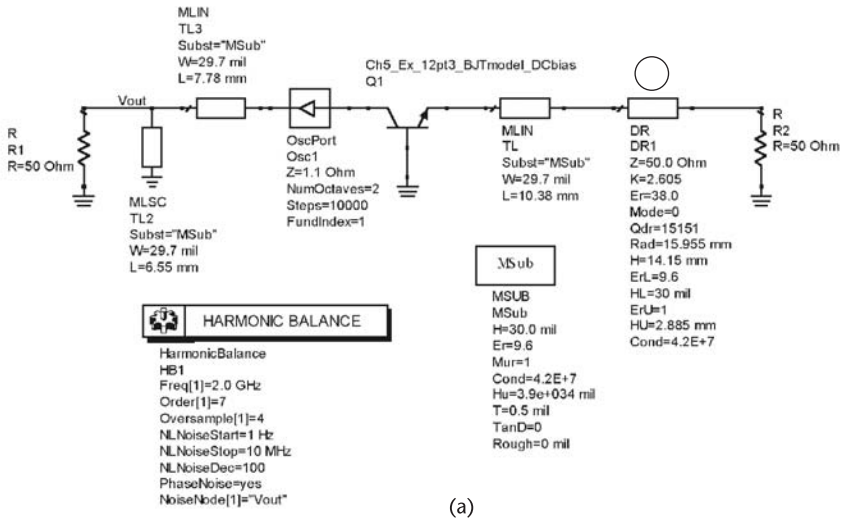 MLIN
TL3
Subst="MSub"
W=29.7 mil
L=7.78 mm
Ch5_Ex_12pt3_BJTmodel_DCbias
Q1
Vout
R
R1
R=50 Ohm
MLSC
TL2
Subst="MSub"
W=29.7 mil
L=6.55 mm
OscPort
Osc1
Z=1.1 Ohm
NumOctaves=2
Steps=10000
FundIndex=1
MLIN
TL
Subst="MSub"
W=29.7 mil
L=10.38 mm
DR
DR1
Z=50.0 Ohm
K=2.605
Er=38.0
Mode=0
Qdr=15151
Rad=15.955 mm
H=14.15 mm
ErL=9.6
HL=30 mil
ErU=1
HU=2.885 mm
Cond=4.2E+7
R
R2
R=50 Ohm
MSub
MSUB
MSub
H=30.0 mil
Er=9.6
Mur=1
Cond=4.2E+7
Hu=3.9e+034 mil
T=0.5 mil
TanD=0
Rough=0 mil
HARMONIC BALANCE
HarmonicBalance
HB1
Freq[1]=2.0 GHz
Order[1]=7
Oversample[1]=4
NLNoiseStart=1 Hz
NLNoiseStop=10 MHz
NLNoiseDec=100
PhaseNoise=yes
NoiseNode[1]="Vout"
(a)